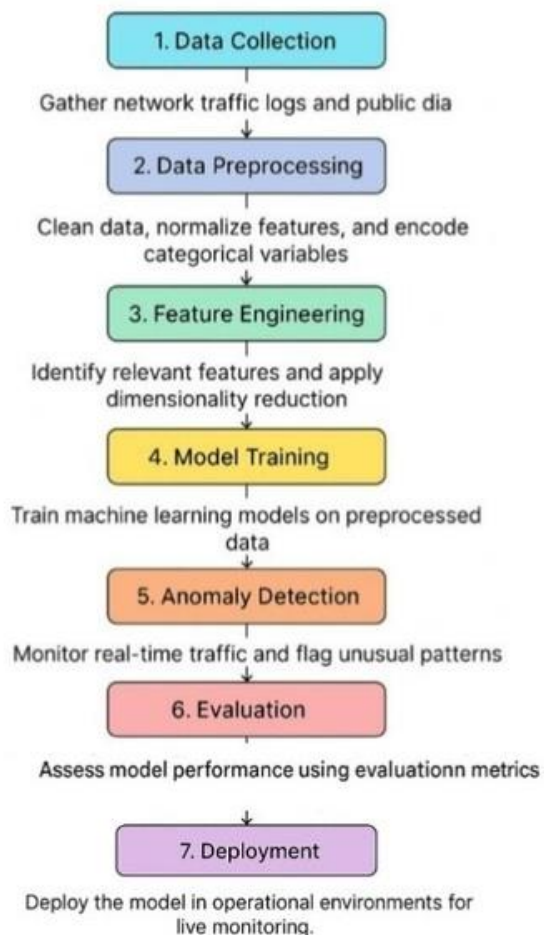 1. Data Collection
Gather network traffic logs and public dia
2. Data Preprocessing
Clean data, normalize features, and encode
categorical variables
3. Feature Engineering
Identify relevant features and apply
dimensionality reduction
4. Model Training
Train machine learning models on preprocessed
data
5. Anomaly Detection
Monitor real-time traffic and flag unusual patterns
6. Evaluation
Assess model performance using evaluationn metrics
7. Deployment
Deploy the model in operational environments for
live monitoring.